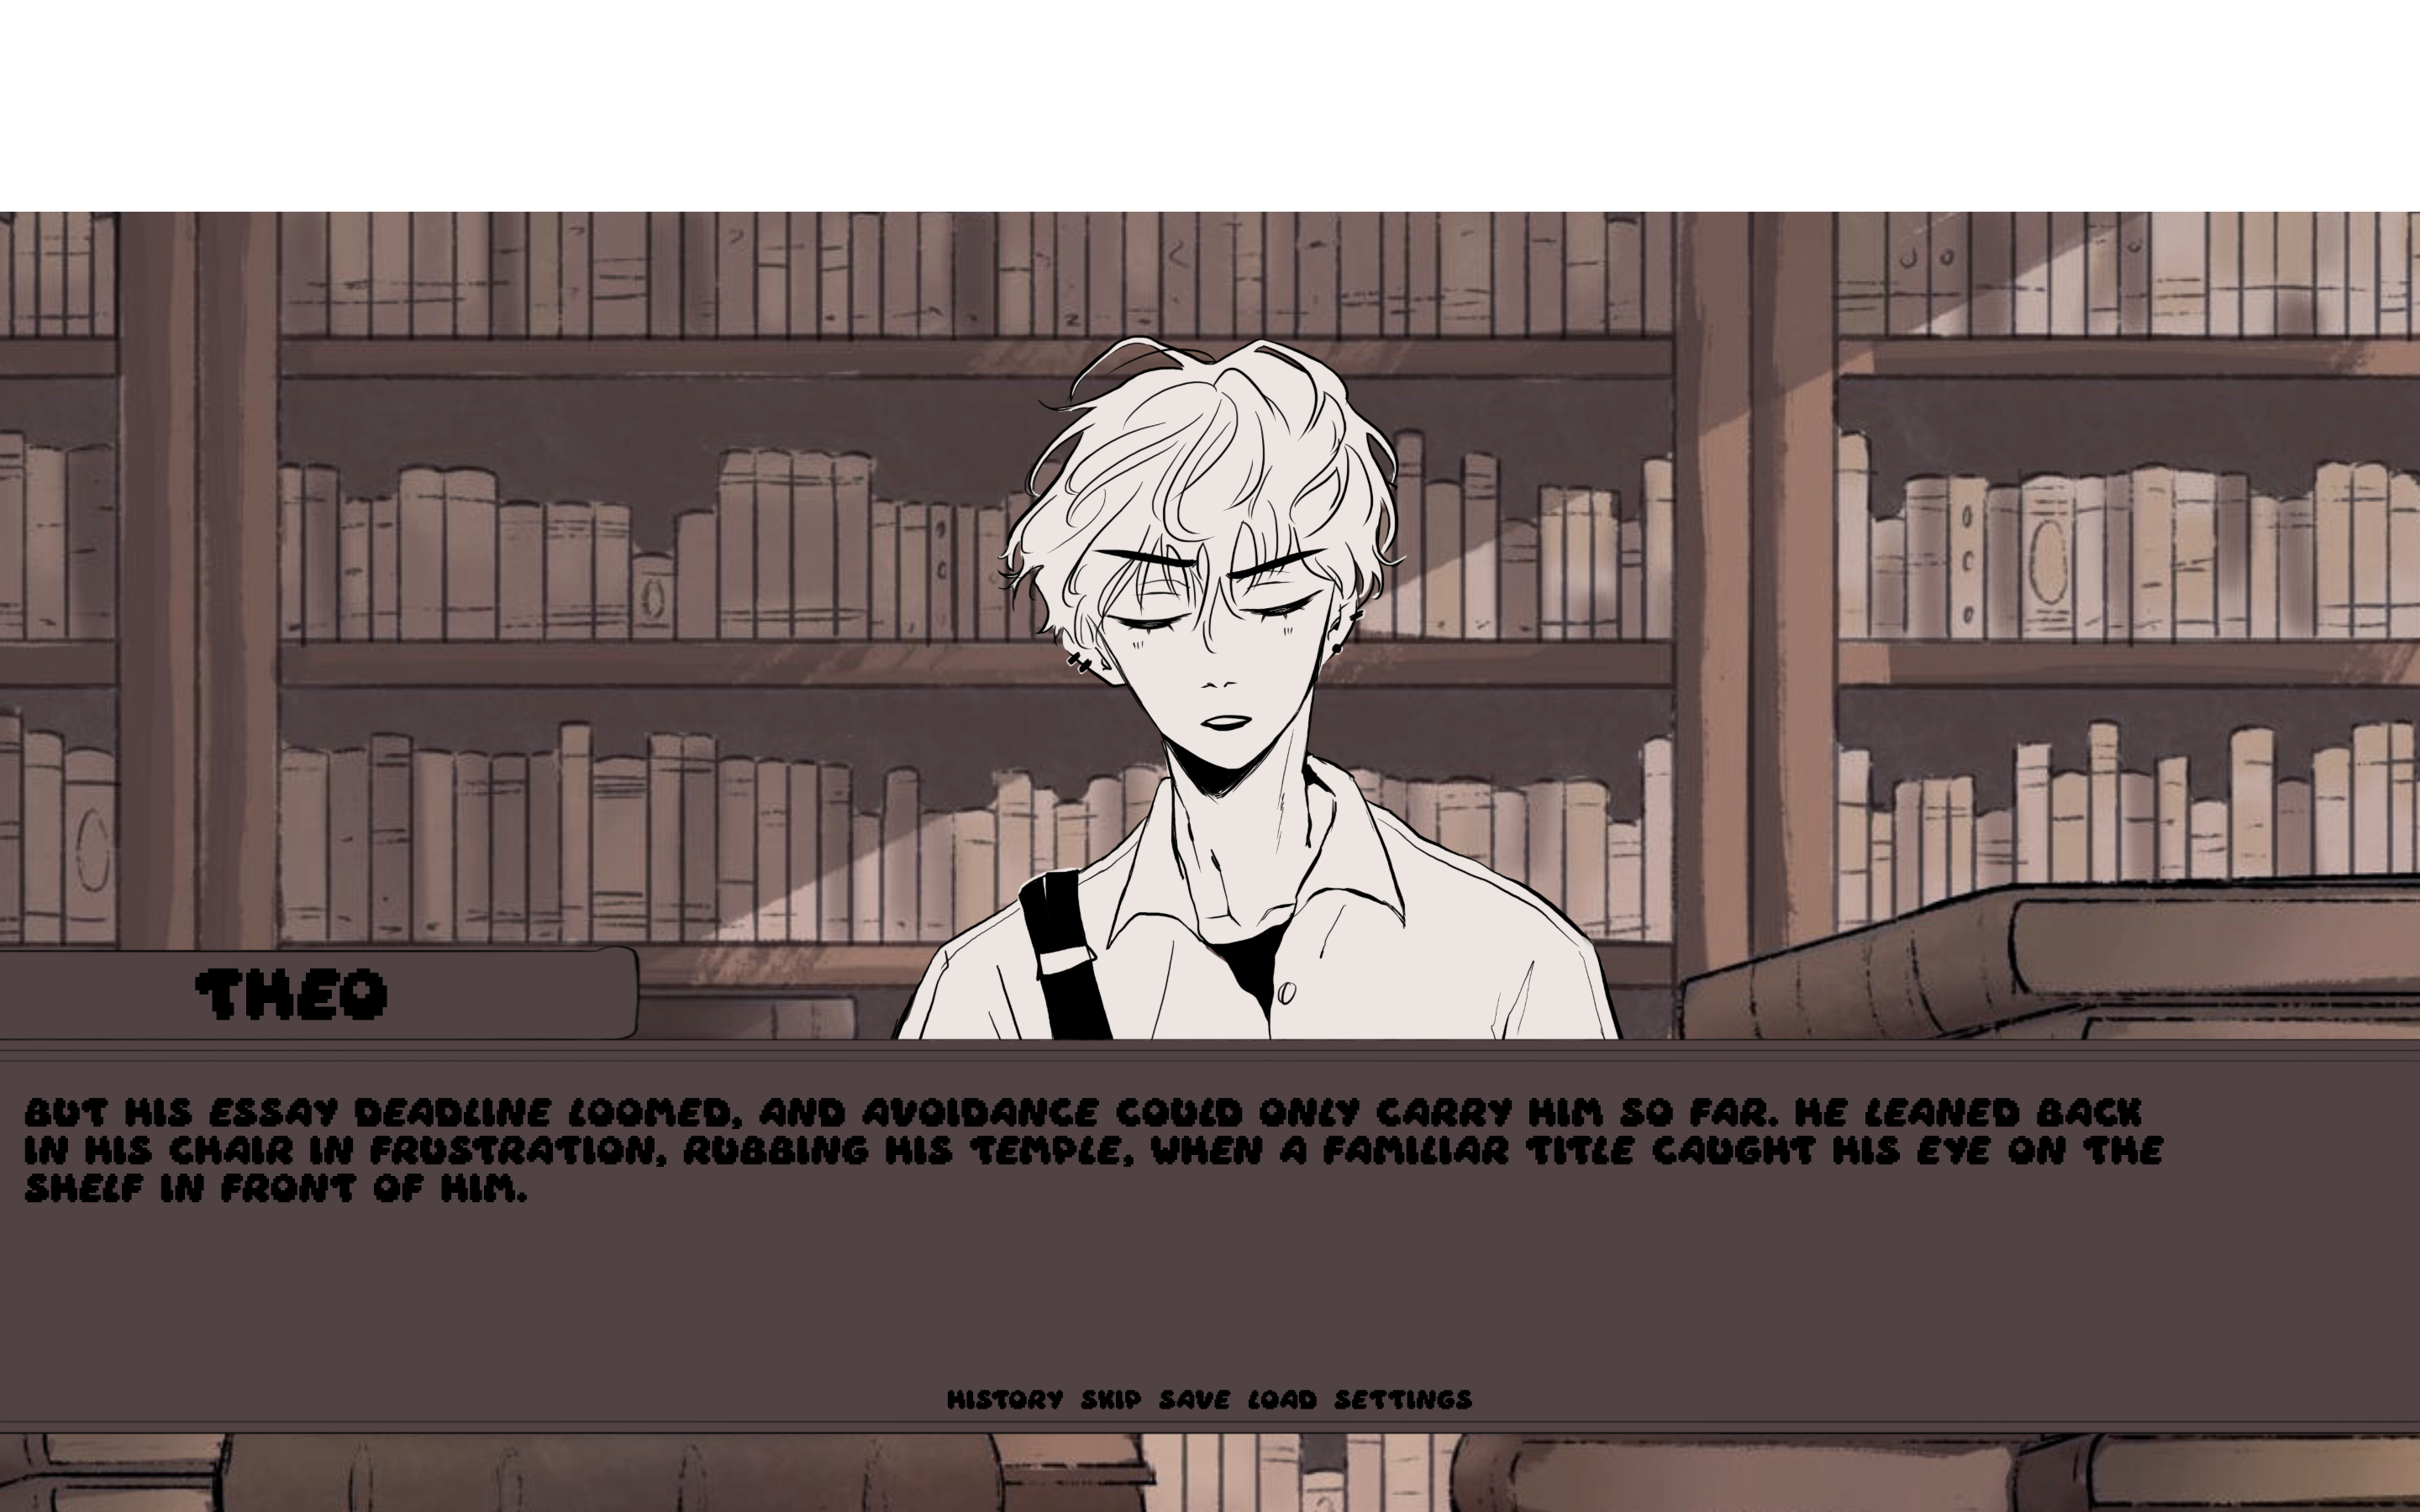 THEO
BUT HIS ESSAY DEADLINE LOOMED, AND AVOIDANCE COULD ONLY CARRY HIM SO FAR. HE LEANED BACK
IN HIS CHAIR IN FRUSTRATION, RUBBING HIS TEMPLE, WHEN A FAMILIAR TITLE CAUGHT HIS EYE ON THE
SHELF IN FRONT OF HIM.
HISTORY SKIP SAVE LOAD SETTINGS